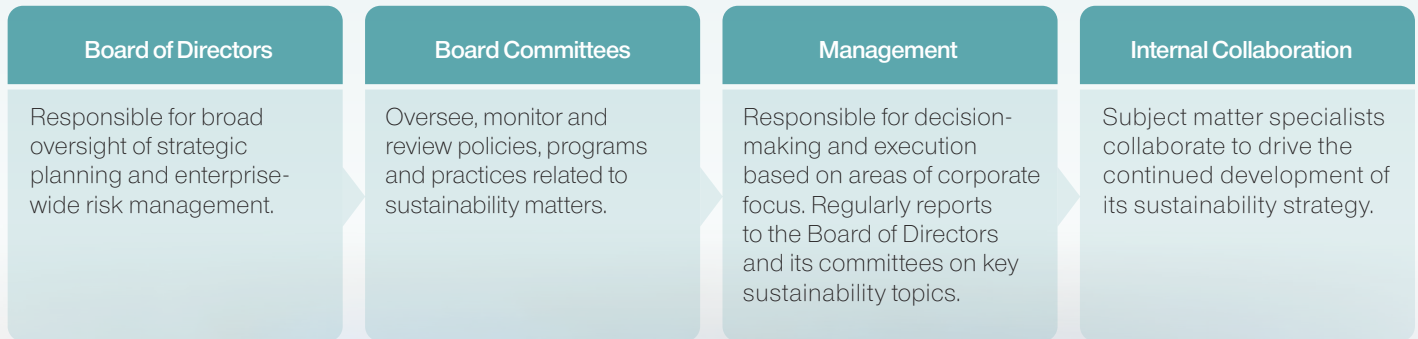 Board of Directors
Responsible for broad
oversight of strategic
planning and enterprise-
wide risk management.
Board Committees
Oversee, monitor and
review policies, programs
and practices related to
sustainability matters.
Management
Responsible for decision-
making and execution
based on areas of corporate
focus. Regularly reports
to the Board of Directors
and its committees on key
sustainability topics.
Internal Collaboration
Subject matter specialists
collaborate to drive the
continued development of
its sustainability strategy.